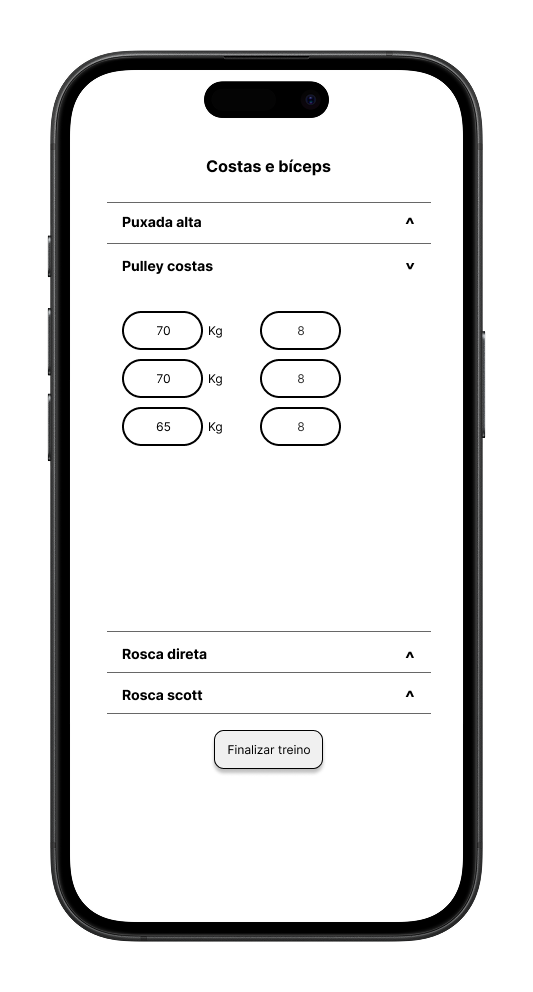 Costas e bíceps
Puxada alta ^
Pulley costas v
70 Kg 8
70 Kg 8
65 Kg 8
Rosca direta ^
Rosca scott ^
Finalizar treino